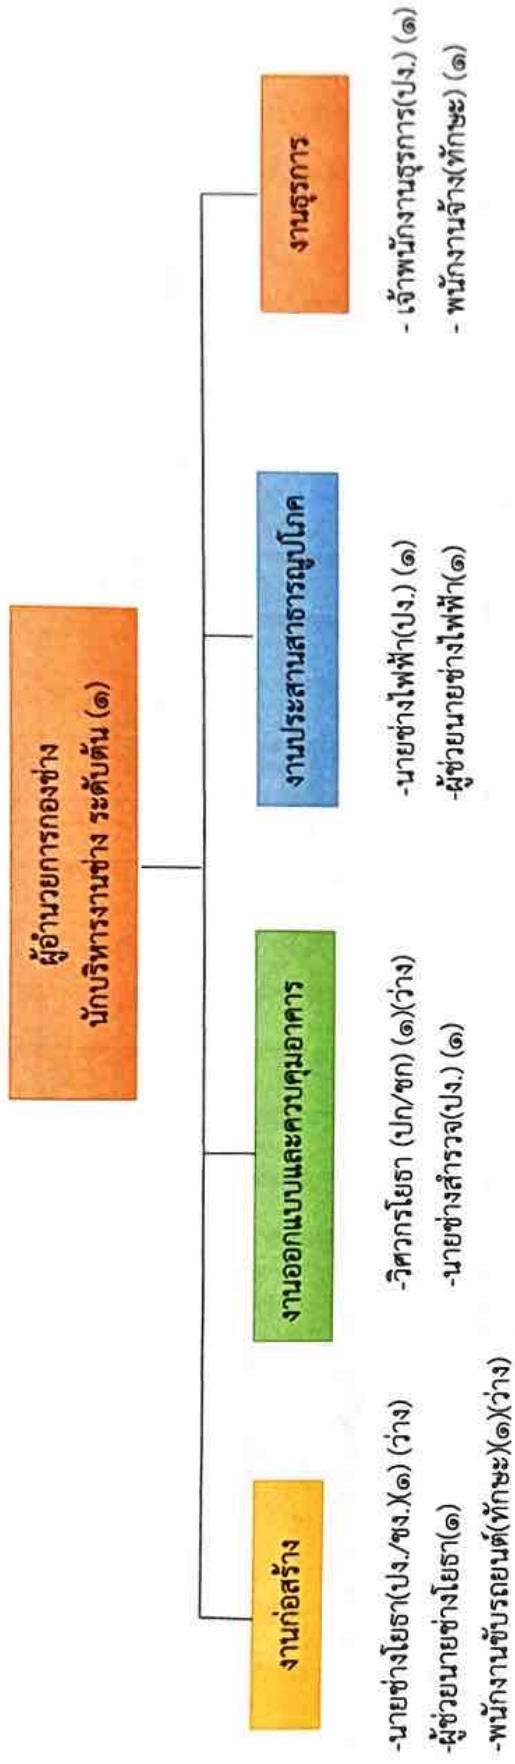 ผู้อำนวยการกองช่าง
นักบริหารงานช่าง ระดับต้น (๑)
งานก่อสร้าง
-นายช่างโยธา(ปง./ชง.)(๑) (ว่าง)
-ผู้ช่วยนายช่างโยธา(๑)
-พนักงานขับรถยนต์(ทักษะ)(๑)(ว่าง)
งานออกแบบและควบคุมอาคาร
-วิศวกรโยธา (ปก/ชก) (๑)(ว่าง)
-นายช่างสำรวจ(ปง.) (๑)
งานประสานสาธารณูปโภค
-นายช่างไฟฟ้า(ปง.) (๑)
-ผู้ช่วยนายช่างไฟฟ้า(๑)
งานธุรการ
- เจ้าพนักงานธุรการ(ปง.) (๑)
- พนักงานจ้าง(ทักษะ) (๑)